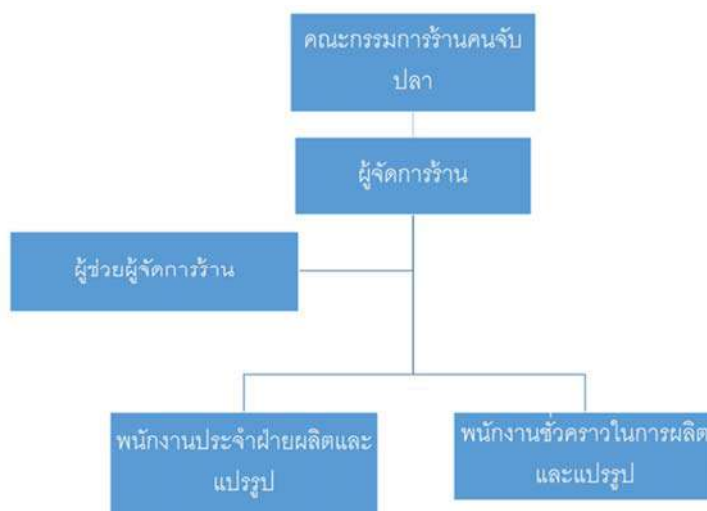 คณะกรรมการร้านคนจับ
ปลา
ผู้จัดการร้าน
ผู้ช่วยผู้จัดการร้าน
พนักงานประจำฝ่ายผลิตและ
แปรรูป
พนักงานชั่วคราวในการผลิต
และแปรรูป